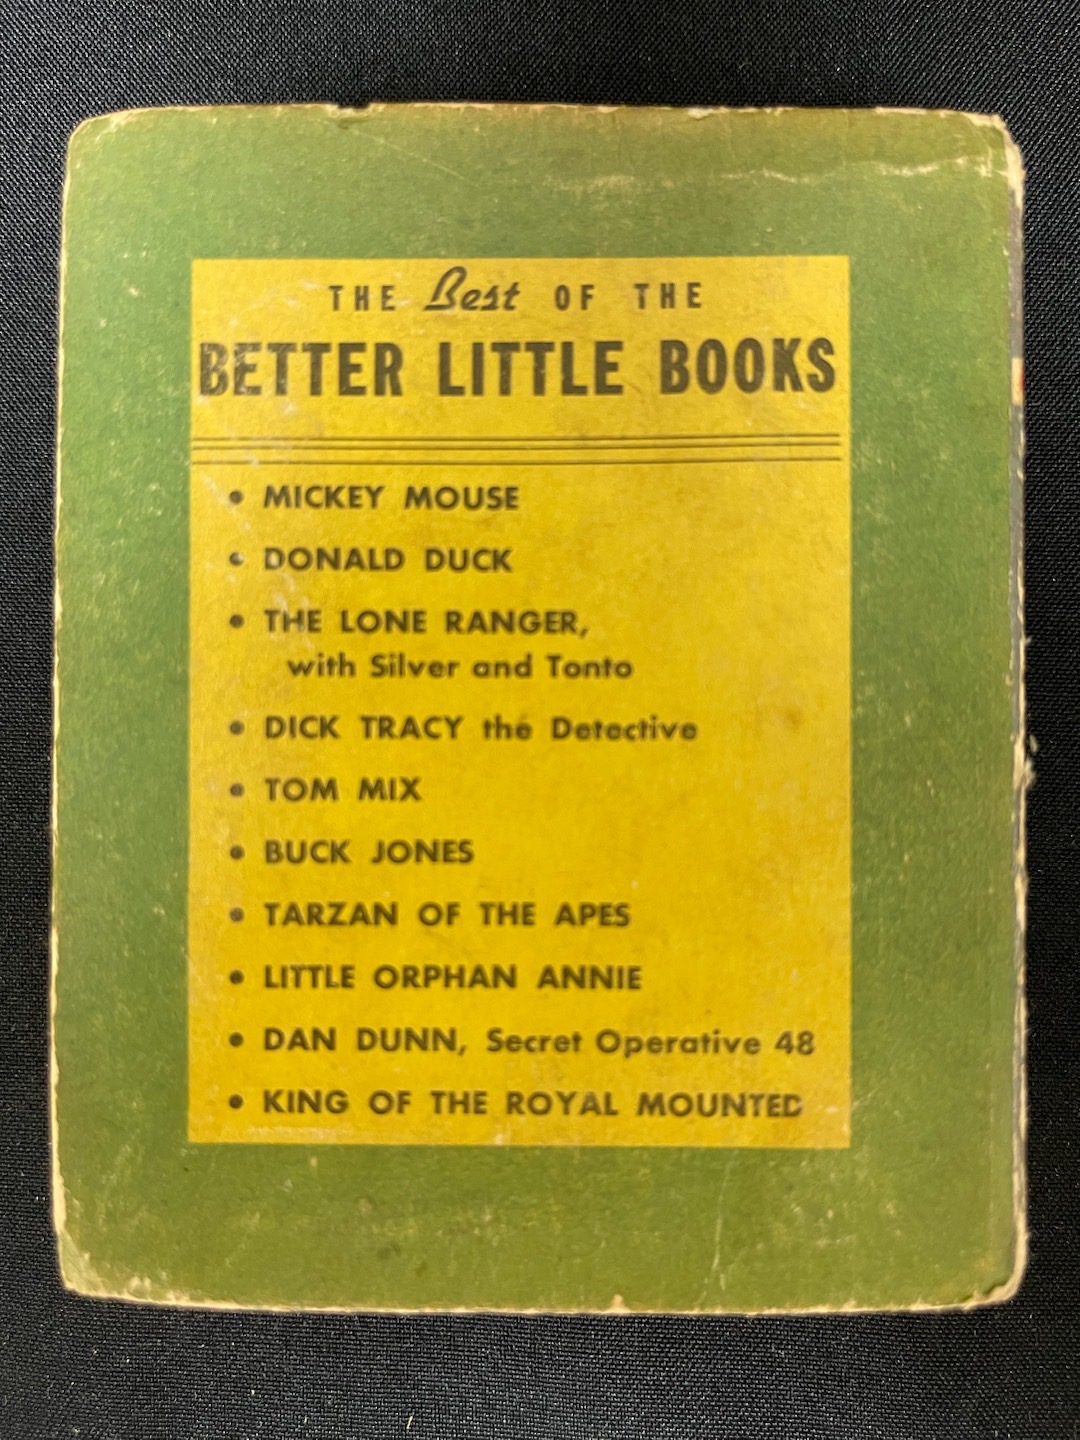 THE Best OF THE
BETTER LITTLE BOOKS
• MICKEY MOUSE
• DONALD DUCK
• THE LONE RANGER,
with Silver and Tonto
• DICK TRACY the Detective
• TOM MIX
• BUCK JONES
• TARZAN OF THE APES
• LITTLE ORPHAN ANNIE
• DAN DUNN, Secret Operative 48
• KING OF THE ROYAL MOUNTED